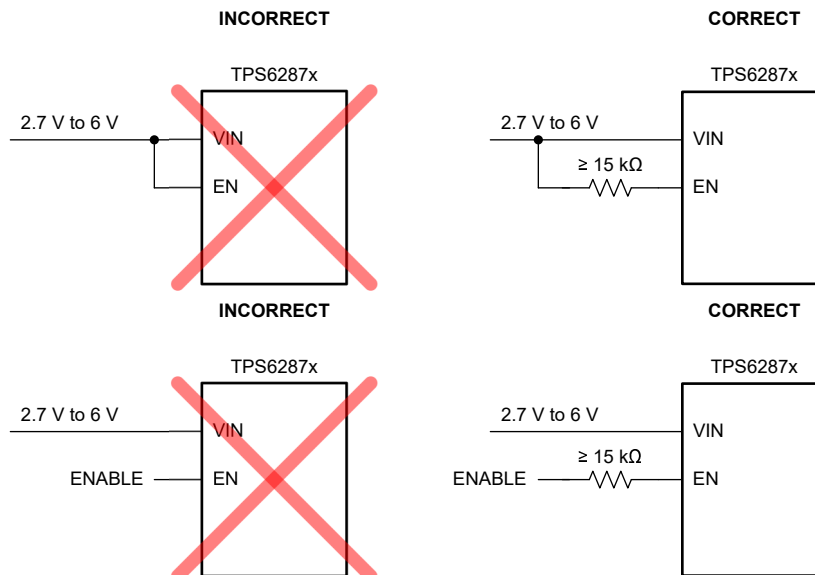 INCORRECT
TPS6287x
2.7 V to 6 V
VIN
EN
CORRECT
TPS6287x
2.7 V to 6 V
VIN
≥ 15 kΩ
EN
INCORRECT
TPS6287x
2.7 V to 6 V
VIN
ENABLE
EN
CORRECT
TPS6287x
2.7 V to 6 V
VIN
≥ 15 kΩ
ENABLE
EN